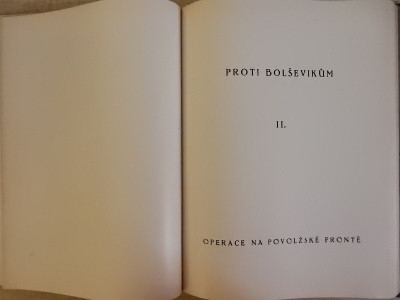 PROTI BOLŠEVIKŮM
II.
OPERACE NA POVOLŽSKÉ FRONTĚ